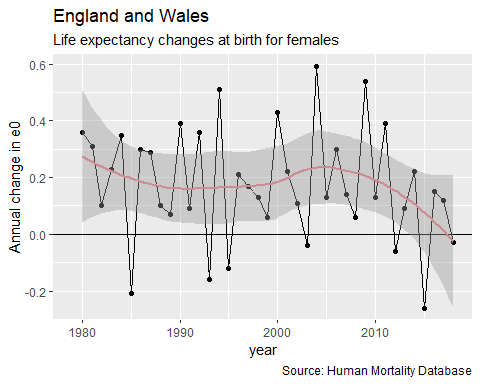 England and Wales
Life expectancy changes at birth for females
Annual change in e0
0.6
0.4
0.2
0.0
-0.2
1980 1990 2000 2010
year
Source: Human Mortality Database